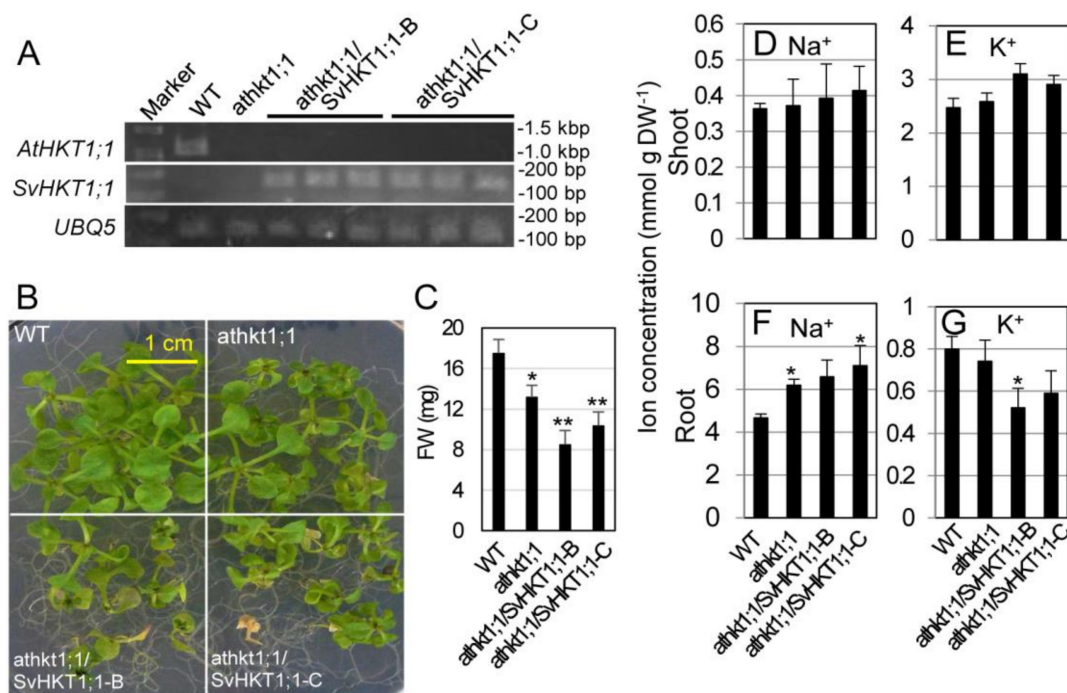 A
Marker
WT
athkt1;1
athkt1;1/
SvHKT1;1-B
athkt1;1/
SvHKT1;1-C
AtHKT1;1
-1.5 kbp
-1.0 kbp
SvHKT1;1
-200 bp
-100 bp
UBQ5
-200 bp
-100 bp
B
WT
1 cm
athkt1;1
athkt1;1/
SvHKT1;1-B
athkt1;1/
SvHKT1;1-C
C
FW (mg)
20
16
12
8
4
0
*
**
**
WT
athkt1;1
athkt1;1/SvHKT1;1-B
athkt1;1/SvHKT1;1-C
Ion concentration (mmol g DW⁻¹)
Shoot
Root
D
Na⁺
0.6
0.5
0.4
0.3
0.2
0.1
0
E
K⁺
4
3
2
1
0
F
Na⁺
10
8
6
4
2
0
*
*
WT
athkt1;1
athkt1;1/SvHKT1;1-B
athkt1;1/SvHKT1;1-C
G
K⁺
1
0.8
0.6
0.4
0.2
0
*
WT
athkt1;1
athkt1;1/SvHKT1;1-B
athkt1;1/SvHKT1;1-C